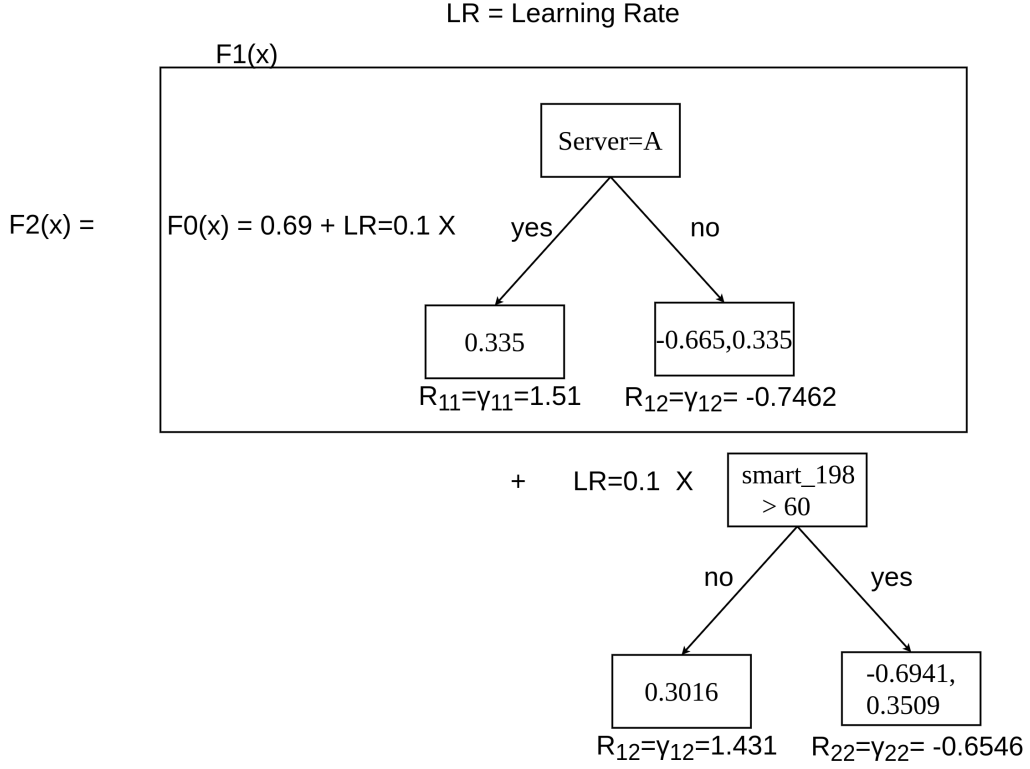 LR = Learning Rate
F1(x)
Server=A
F2(x) =
F0(x) = 0.69 + LR=0.1 X
yes
no
0.335
-0.665,0.335
R11=γ11=1.51
R12=γ12= -0.7462
+
LR=0.1 X
smart_198
> 60
no
yes
0.3016
-0.6941,
0.3509
R12=γ12=1.431
R22=γ22= -0.6546